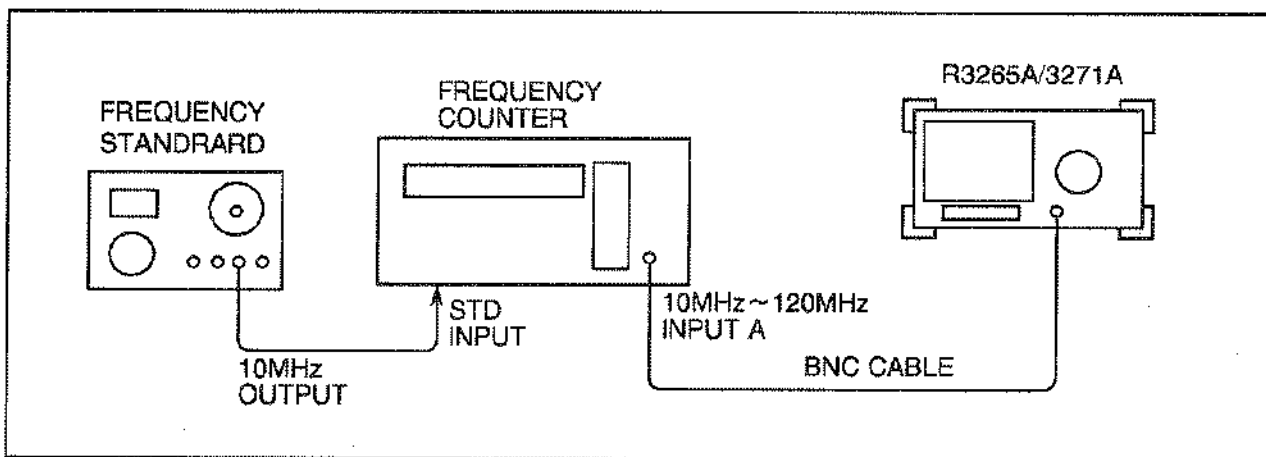 FREQUENCY
STANDRARD
FREQUENCY
COUNTER
R3265A/3271A
STD
INPUT
10MHz
OUTPUT
10MHz~120MHz
INPUT A
BNC CABLE